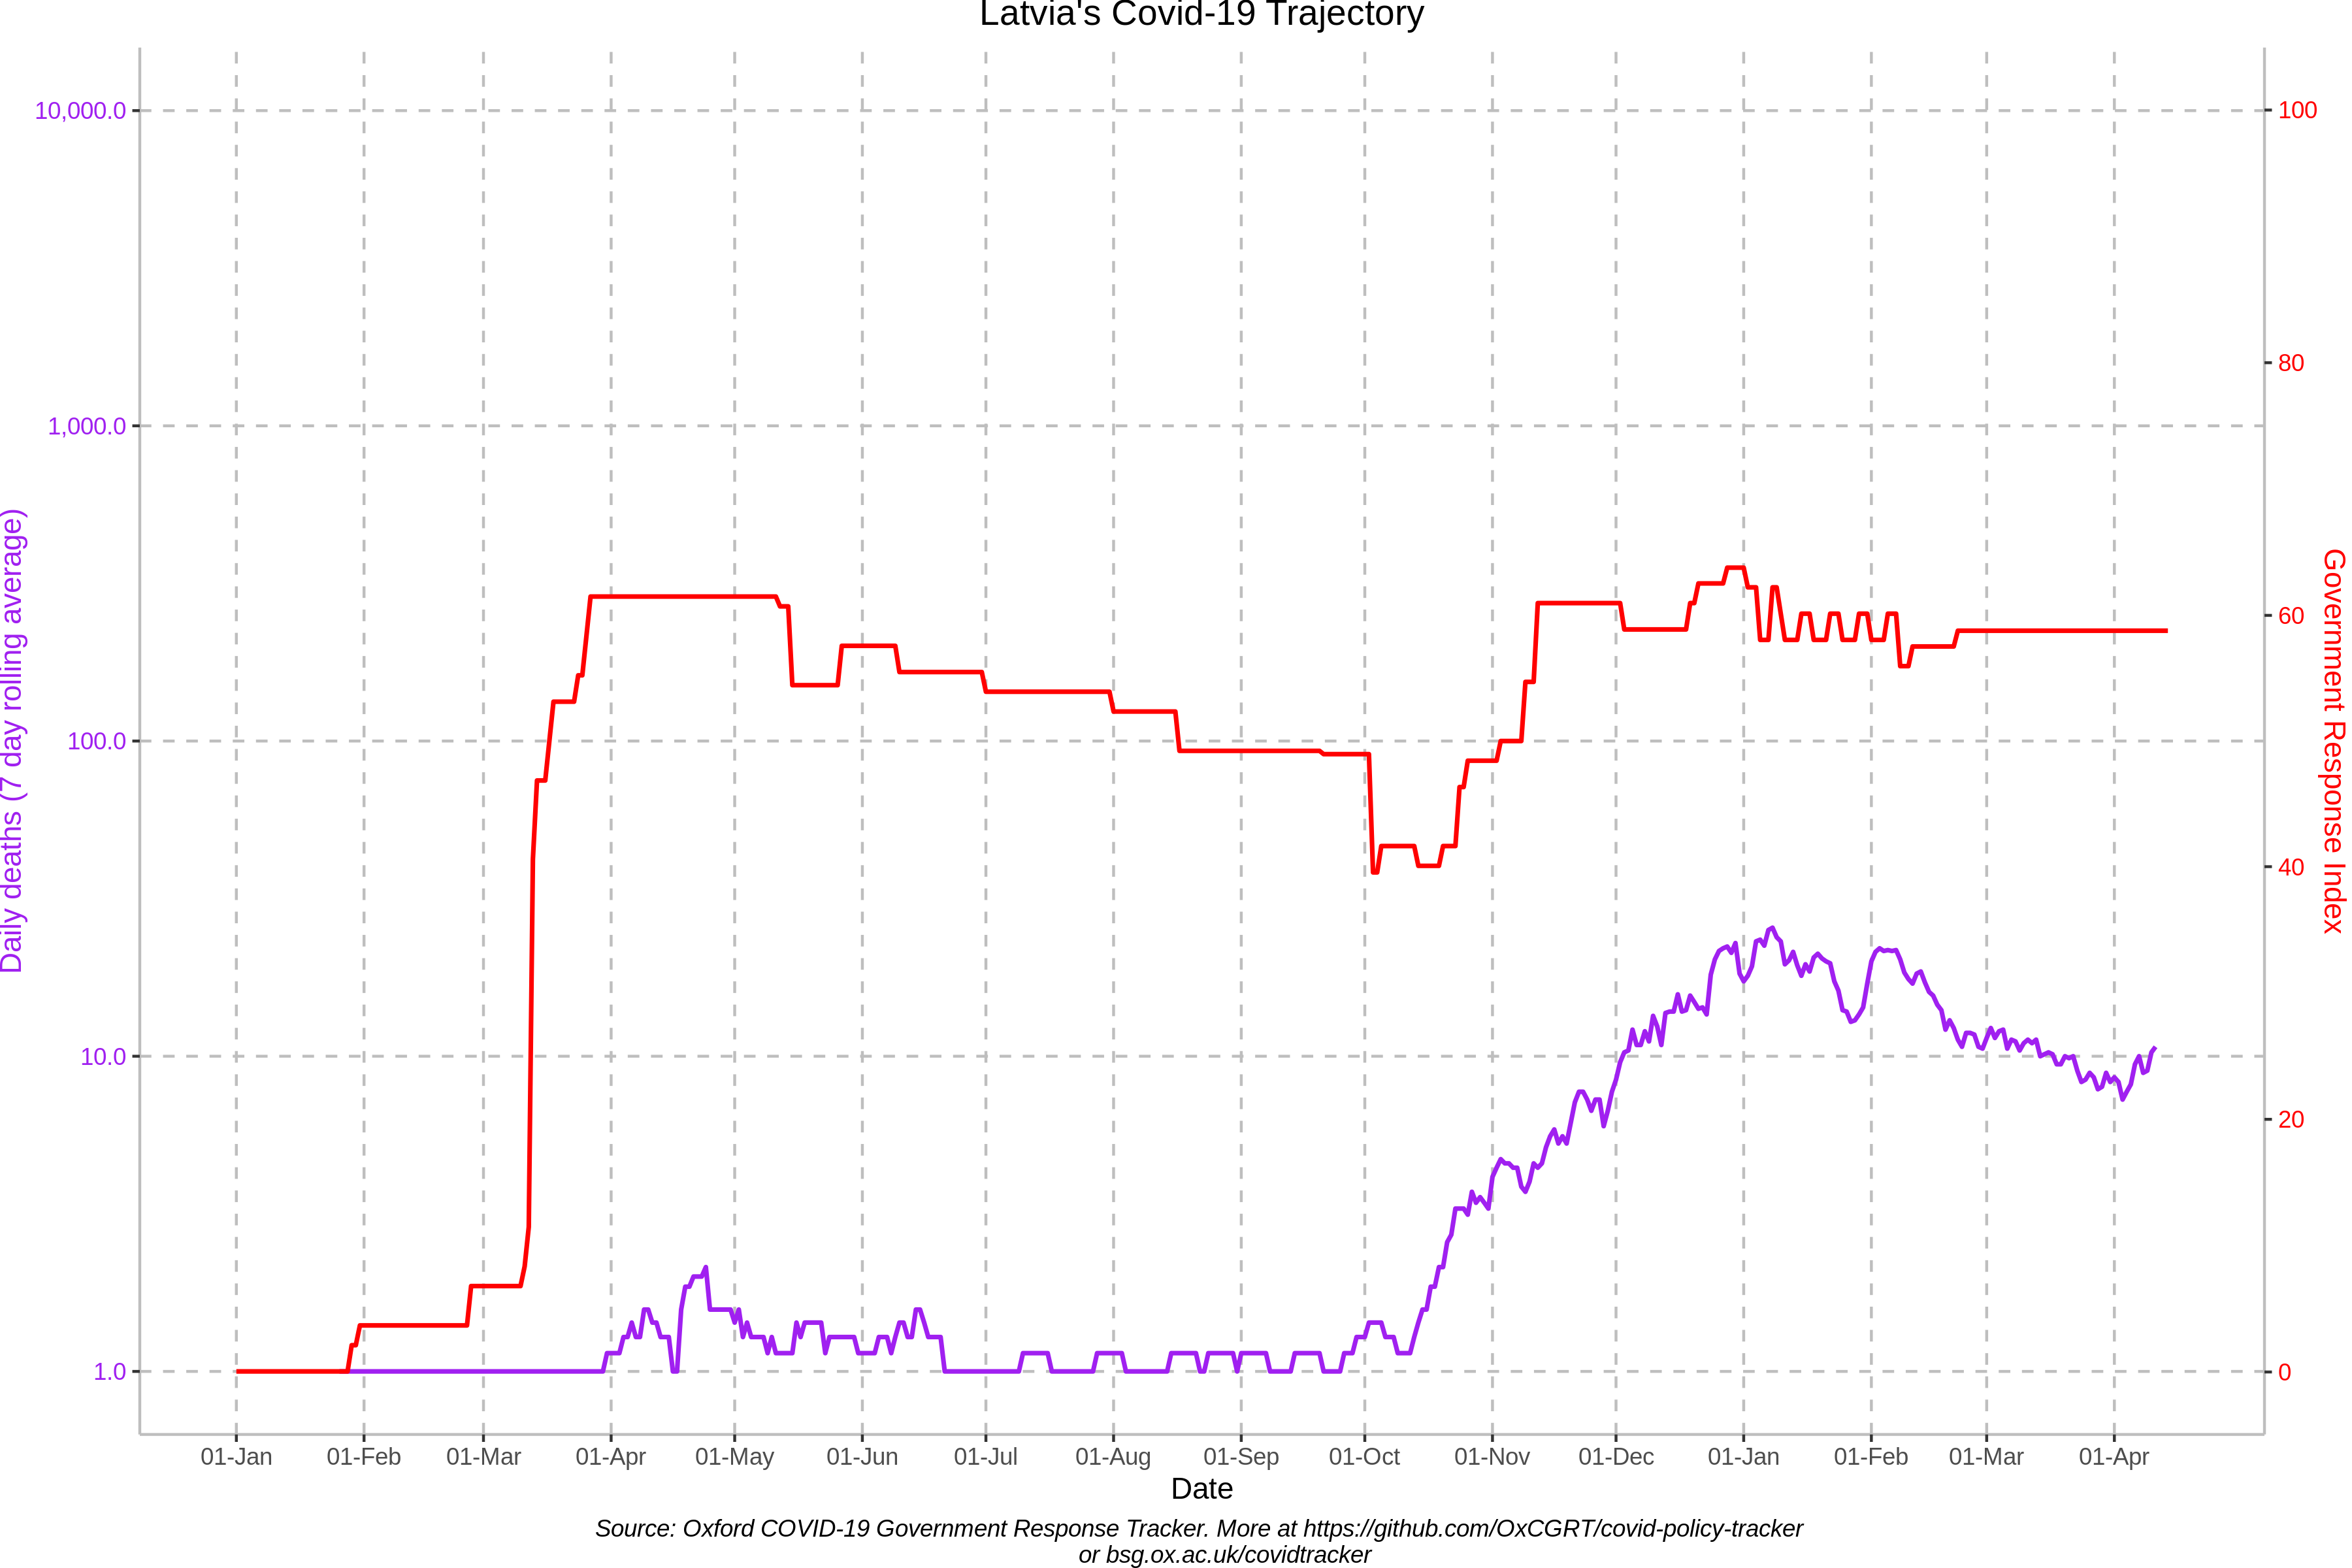 Latvia's Covid-19 Trajectory
10,000.0
1,000.0
100.0
10.0
1.0
Daily deaths (7 day rolling average)
100
80
60
40
20
0
Government Response Index
01-Jan 01-Feb 01-Mar 01-Apr 01-May 01-Jun 01-Jul 01-Aug 01-Sep 01-Oct 01-Nov 01-Dec 01-Jan 01-Feb 01-Mar 01-Apr
Date
Source: Oxford COVID-19 Government Response Tracker. More at https://github.com/OxCGRT/covid-policy-tracker
or bsg.ox.ac.uk/covidtracker